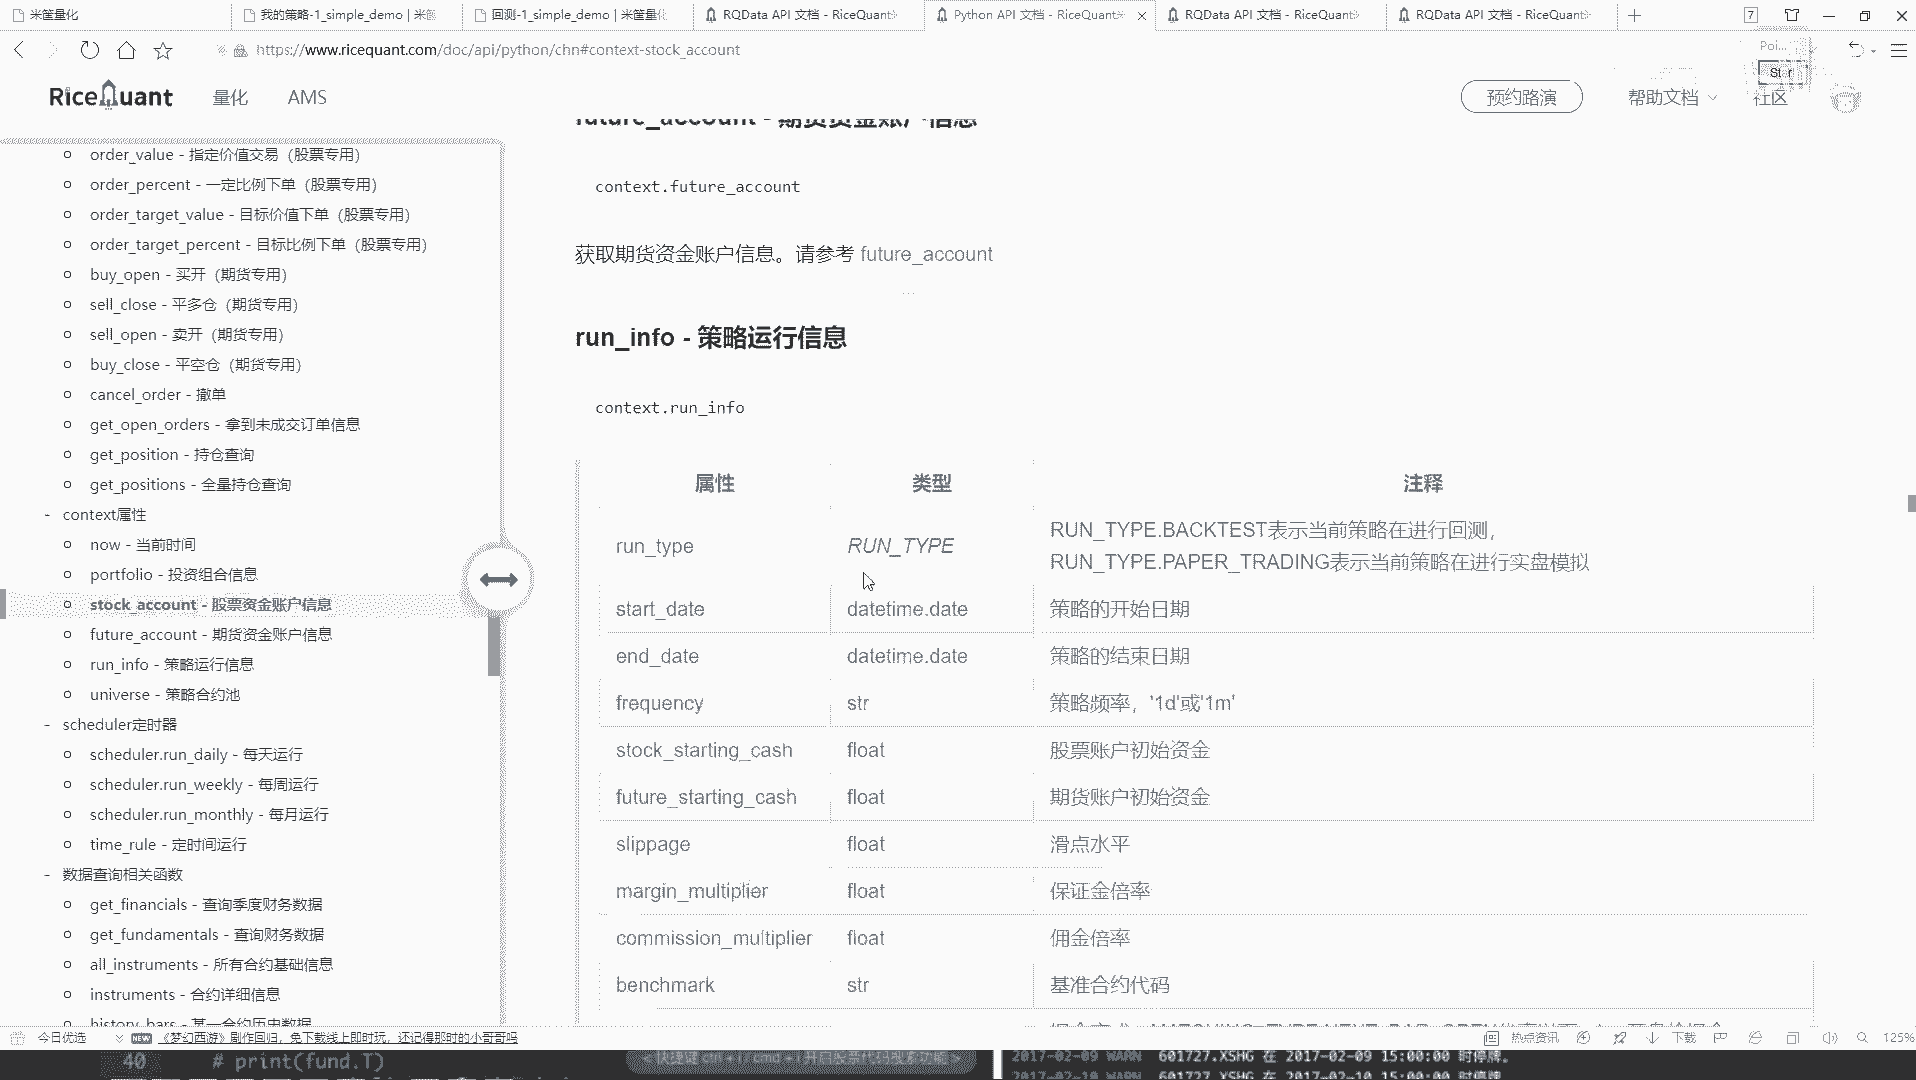 米筐量化
我的策略-1_simple_demo | 米筐
回测-1_simple_demo | 米筐量化
RQData API 文档 - RiceQuant
Python API 文档 - RiceQuant
RQData API 文档 - RiceQuant
RQData API 文档 - RiceQuant
7
https://www.ricequant.com/doc/api/python/chn#context-stock_account
Poi...
RiceQuant
量化
AMS
预约路演
帮助文档
社区
order_value - 指定价值交易（股票专用）
order_percent - 一定比例下单（股票专用）
order_target_value - 目标价值下单（股票专用）
order_target_percent - 目标比例下单（股票专用）
buy_open - 买开（期货专用）
sell_close - 平多仓（期货专用）
sell_open - 卖开（期货专用）
buy_close - 平空仓（期货专用）
cancel_order - 撤单
get_open_orders - 拿到未成交订单信息
get_position - 持仓查询
get_positions - 全量持仓查询
- context属性
now - 当前时间
portfolio - 投资组合信息
stock_account - 股票资金账户信息
future_account - 期货资金账户信息
run_info - 策略运行信息
universe - 策略合约池
- scheduler定时器
scheduler.run_daily - 每天运行
scheduler.run_weekly - 每周运行
scheduler.run_monthly - 每月运行
time_rule - 定时间运行
- 数据查询相关函数
get_financials - 查询季度财务数据
get_fundamentals - 查询财务数据
all_instruments - 所有合约基础信息
instruments - 合约详细信息
history_bars - 某一合约历史数据
future_account - 期货资金账户信息
context.future_account
获取期货资金账户信息。请参考 future_account
run_info - 策略运行信息
context.run_info
属性 类型 注释
run_type RUN_TYPE RUN_TYPE.BACKTEST表示当前策略在进行回测，
RUN_TYPE.PAPER_TRADING表示当前策略在进行实盘模拟
start_date datetime.date 策略的开始日期
end_date datetime.date 策略的结束日期
frequency str 策略频率，'1d'或'1m'
stock_starting_cash float 股票账户初始资金
future_starting_cash float 期货账户初始资金
slippage float 滑点水平
margin_multiplier float 保证金倍率
commission_multiplier float 佣金倍率
benchmark str 基准合约代码
今日优选
NEW 《梦幻西游》剧作回归，免下载线上即时玩，还记得那时的小哥哥吗
热点资讯
下载
125%
40 # print(fund.T)
2017-02-09 WARN 601727.XSHG 在 2017-02-09 15:00:00 时停牌。
2017-02-10 WARN 601727.XSHG 在 2017-02-10 15:00:00 时停牌。